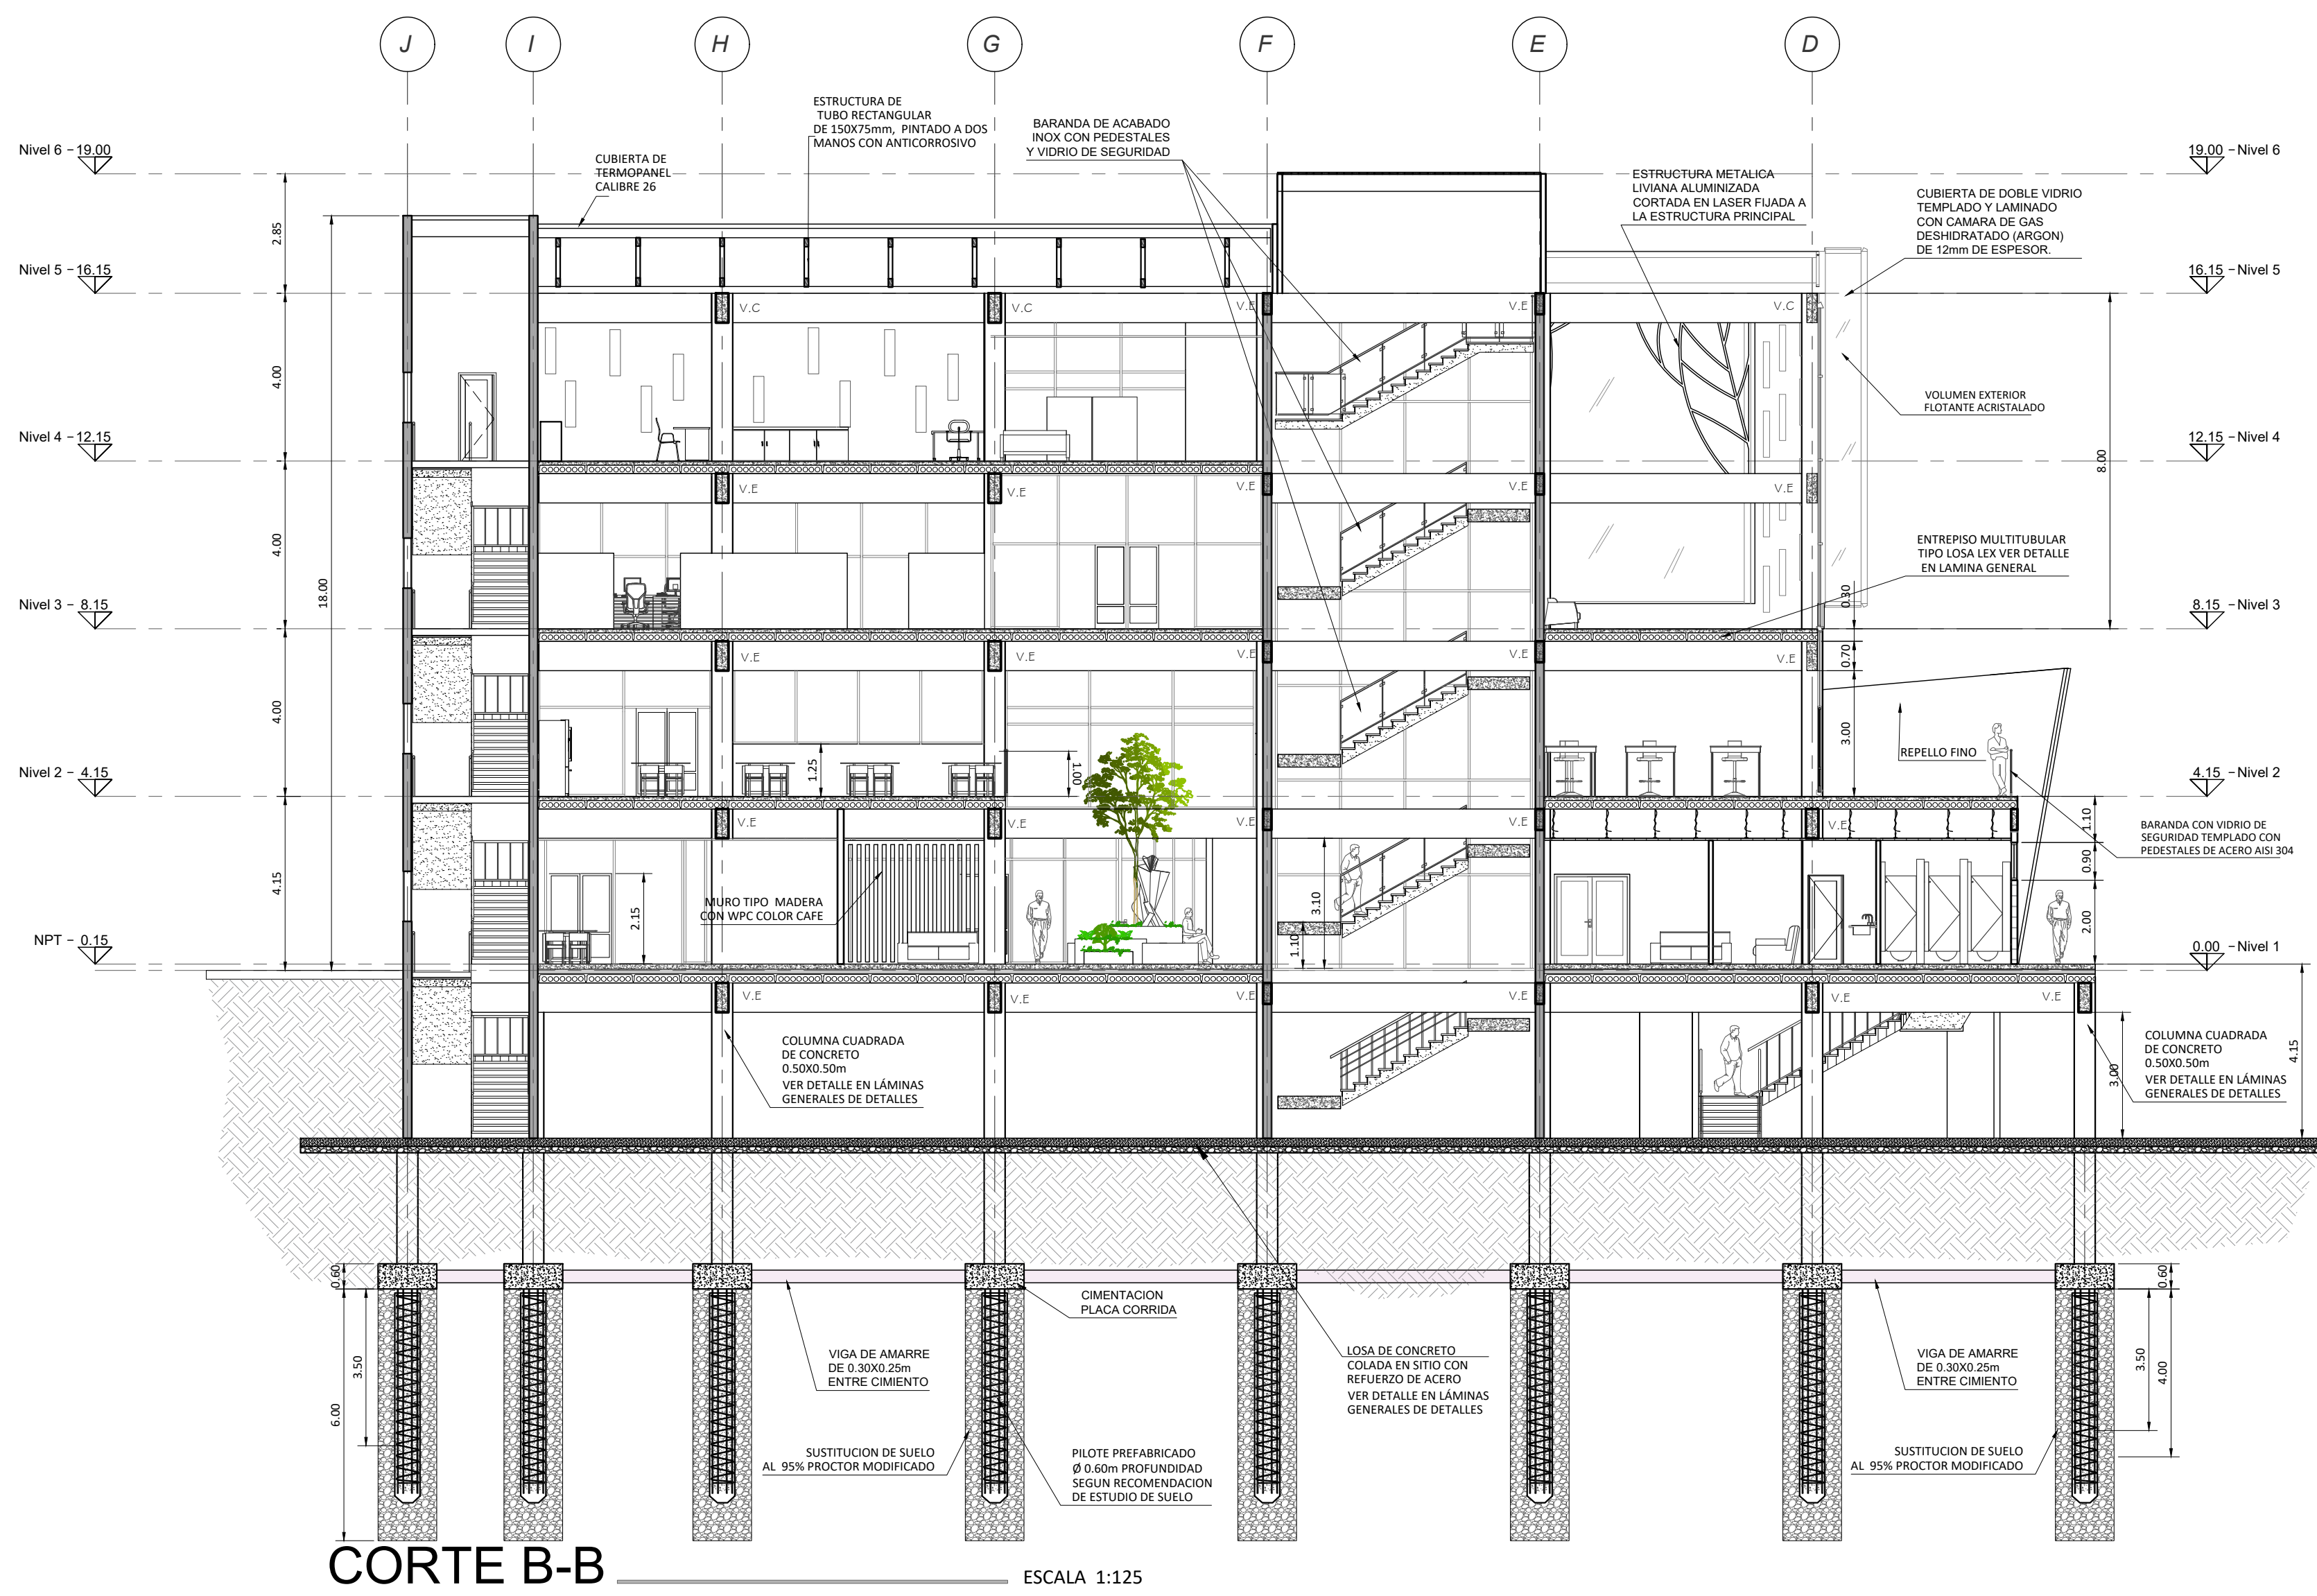 J
I
H
G
F
E
D
ESTRUCTURA DE
TUBO RECTANGULAR
DE 150X75mm, PINTADO A DOS
MANOS CON ANTICORROSIVO
BARANDA DE ACABADO
INOX CON PEDESTALES
Y VIDRIO DE SEGURIDAD
CUBIERTA DE
TERMOPANEL
CALIBRE 26
ESTRUCTURA METALICA
LIVIANA ALUMINIZADA
CORTADA EN LASER FIJADA A
LA ESTRUCTURA PRINCIPAL
CUBIERTA DE DOBLE VIDRIO
TEMPLADO Y LAMINADO
CON CAMARA DE GAS
DESHIDRATADO (ARGON)
DE 12mm DE ESPESOR.
Nivel 6 - 19.00
19.00 - Nivel 6
2.85
Nivel 5 - 16.15
16.15 - Nivel 5
V.C
V.C
V.E
V.E
V.C
4.00
VOLUMEN EXTERIOR
FLOTANTE ACRISTALADO
Nivel 4 - 12.15
12.15 - Nivel 4
8.00
V.E
V.E
V.E
V.E
V.E
4.00
18.00
ENTREPISO MULTITUBULAR
TIPO LOSA LEX VER DETALLE
EN LAMINA GENERAL
0.30
Nivel 3 - 8.15
8.15 - Nivel 3
V.E
V.E
V.E
V.E
V.E
0.70
4.00
3.00
REPELLO FINO
1.25
1.00
Nivel 2 - 4.15
4.15 - Nivel 2
V.E
V.E
V.E
V.E
V.E
1.10
0.90
BARANDA CON VIDRIO DE
SEGURIDAD TEMPLADO CON
PEDESTALES DE ACERO AISI 304
4.15
2.15
MURO TIPO MADERA
CON WPC COLOR CAFE
3.10
1.10
2.00
NPT - 0.15
0.00 - Nivel 1
V.E
V.E
V.E
V.E
V.E
V.E
COLUMNA CUADRADA
DE CONCRETO
0.50X0.50m
VER DETALLE EN LÁMINAS
GENERALES DE DETALLES
3.00
COLUMNA CUADRADA
DE CONCRETO
0.50X0.50m
VER DETALLE EN LÁMINAS
GENERALES DE DETALLES
4.15
0.60
0.60
CIMENTACION
PLACA CORRIDA
3.50
6.00
VIGA DE AMARRE
DE 0.30X0.25m
ENTRE CIMIENTO
LOSA DE CONCRETO
COLADA EN SITIO CON
REFUERZO DE ACERO
VER DETALLE EN LÁMINAS
GENERALES DE DETALLES
VIGA DE AMARRE
DE 0.30X0.25m
ENTRE CIMIENTO
3.50
4.00
SUSTITUCION DE SUELO
AL 95% PROCTOR MODIFICADO
PILOTE PREFABRICADO
Ø 0.60m PROFUNDIDAD
SEGUN RECOMENDACION
DE ESTUDIO DE SUELO
SUSTITUCION DE SUELO
AL 95% PROCTOR MODIFICADO
CORTE B-B
ESCALA 1:125